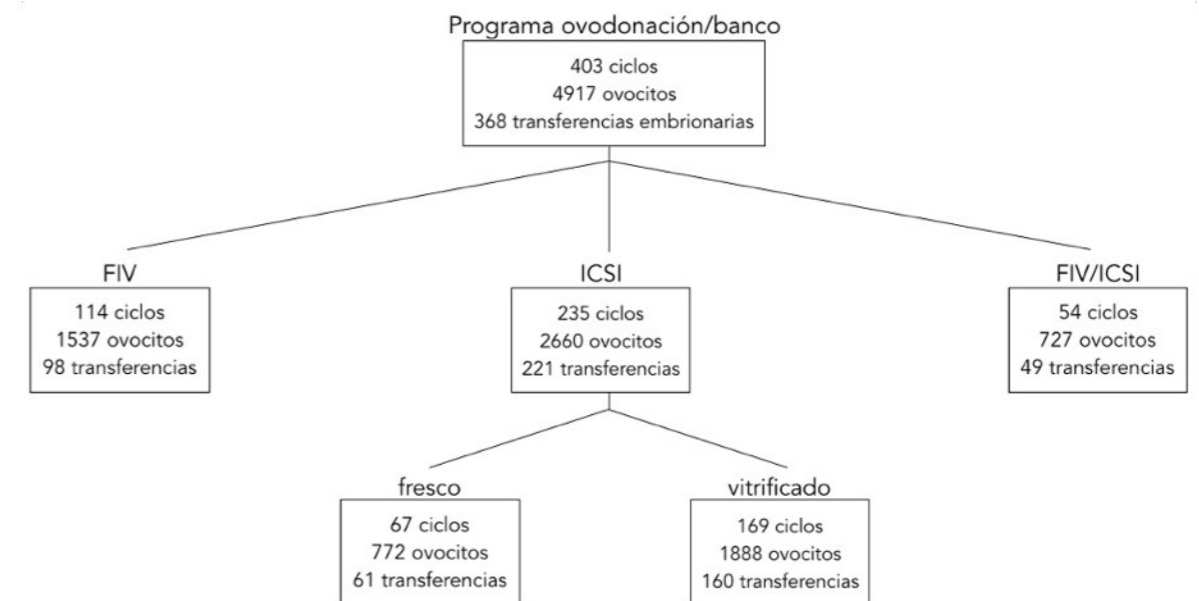 Programa ovodonación/banco
403 ciclos
4917 ovocitos
368 transferencias embrionarias
FIV
114 ciclos
1537 ovocitos
98 transferencias
ICSI
235 ciclos
2660 ovocitos
221 transferencias
FIV/ICSI
54 ciclos
727 ovocitos
49 transferencias
fresco
67 ciclos
772 ovocitos
61 transferencias
vitrificado
169 ciclos
1888 ovocitos
160 transferencias